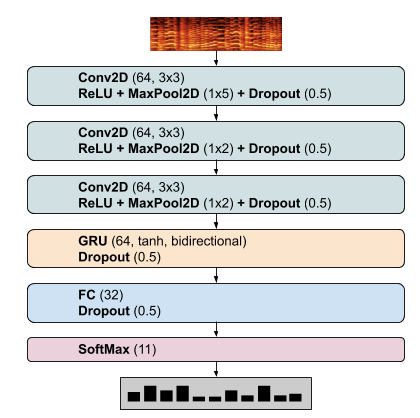 Conv2D (64, 3x3)
ReLU + MaxPool2D (1x5) + Dropout (0.5)
Conv2D (64, 3x3)
ReLU + MaxPool2D (1x2) + Dropout (0.5)
Conv2D (64, 3x3)
ReLU + MaxPool2D (1x2) + Dropout (0.5)
GRU (64, tanh, bidirectional)
Dropout (0.5)
FC (32)
Dropout (0.5)
SoftMax (11)